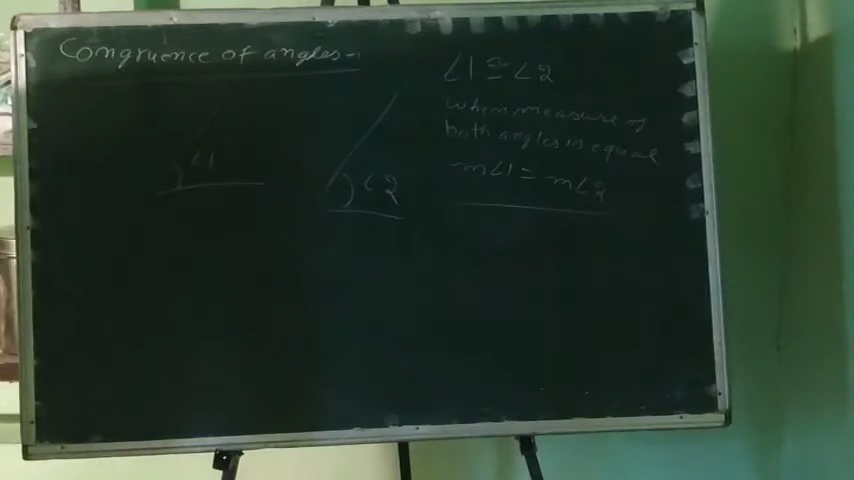 Congruence of angles-
∠1 ≅ ∠2
when measure of
both angles is equal
m∠1 = m∠2
∠1
∠2